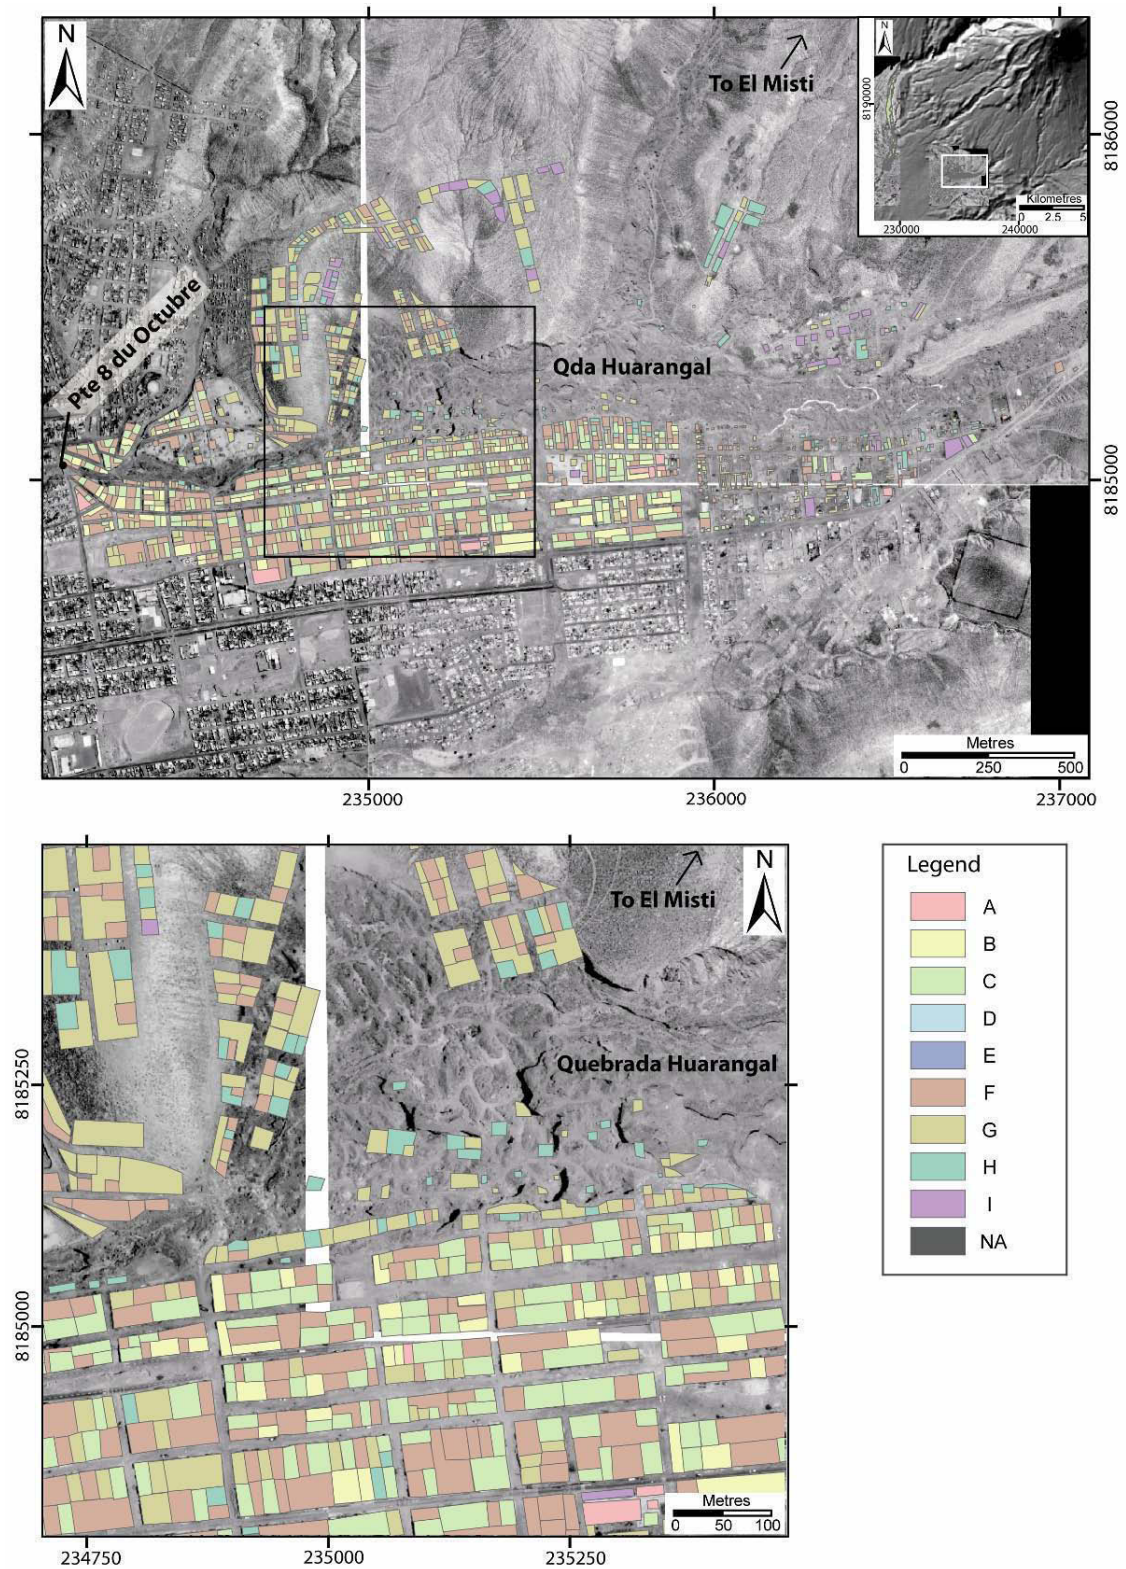 N
To El Misti
N
8190000
Kilometres
0 2.5 5
230000 240000
8186000
Pte 8 du Octubre
Qda Huarangal
8185000
Metres
0 250 500
235000 236000 237000
N
To El Misti
Quebrada Huarangal
8185250
8185000
Metres
0 50 100
234750 235000 235250
Legend
A
B
C
D
E
F
G
H
I
NA